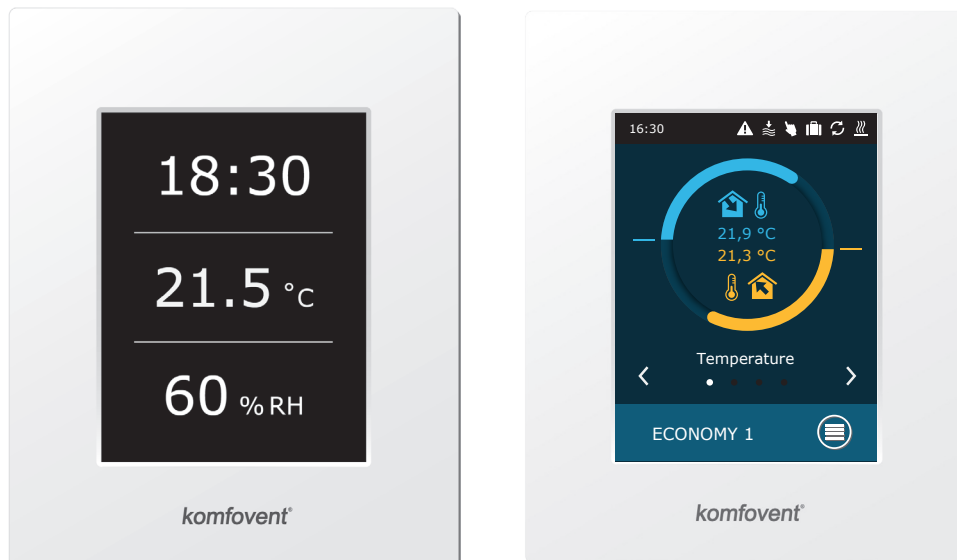 18:30
21.5 °C
60 % RH
komfovent®
16:30
21,9 °C
21,3 °C
Temperature
ECONOMY 1
komfovent®